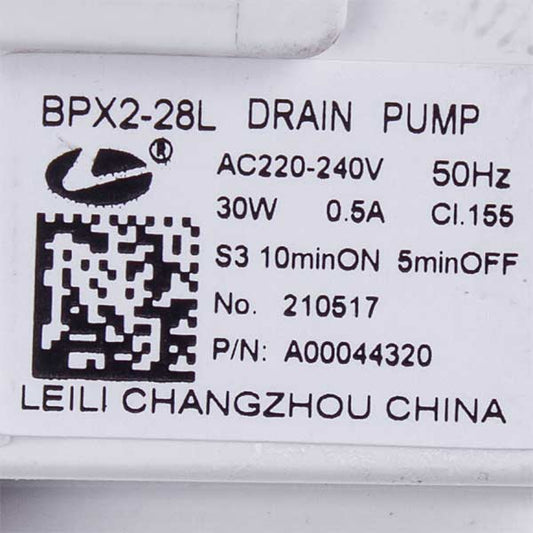 BPX2-28L DRAIN PUMP
®
AC220-240V 50Hz
30W 0.5A Cl.155
S3 10minON 5minOFF
No. 210517
P/N: A00044320
LEILI CHANGZHOU CHINA